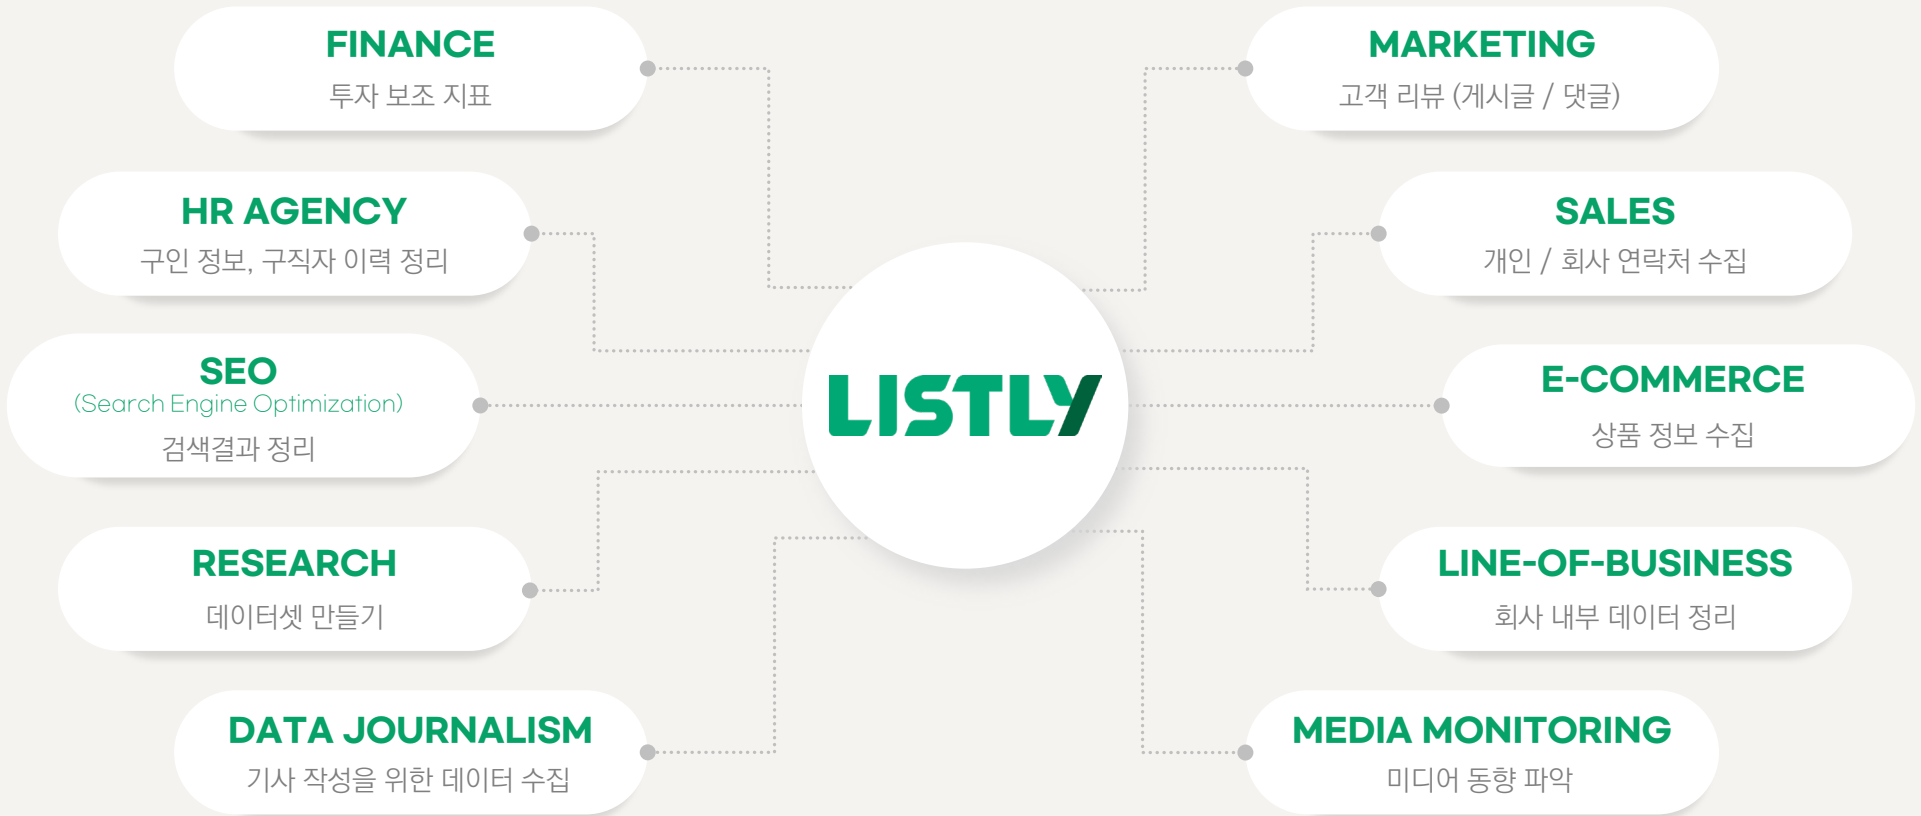 FINANCE
투자 보조 지표
HR AGENCY
구인 정보, 구직자 이력 정리
SEO
(Search Engine Optimization)
검색결과 정리
RESEARCH
데이터셋 만들기
DATA JOURNALISM
기사 작성을 위한 데이터 수집
LISTLY
MARKETING
고객 리뷰 (게시글 / 댓글)
SALES
개인 / 회사 연락처 수집
E-COMMERCE
상품 정보 수집
LINE-OF-BUSINESS
회사 내부 데이터 정리
MEDIA MONITORING
미디어 동향 파악